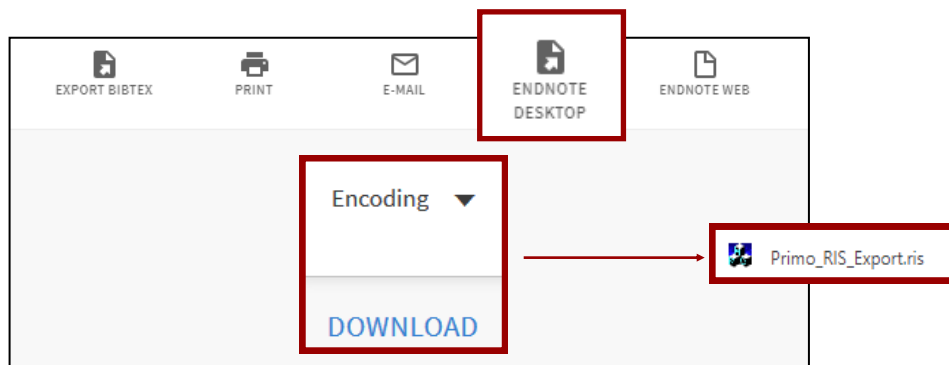 EXPORT BIBTEX
PRINT
E-MAIL
ENDNOTE
DESKTOP
ENDNOTE WEB
Encoding
Primo_RIS_Export.ris
DOWNLOAD